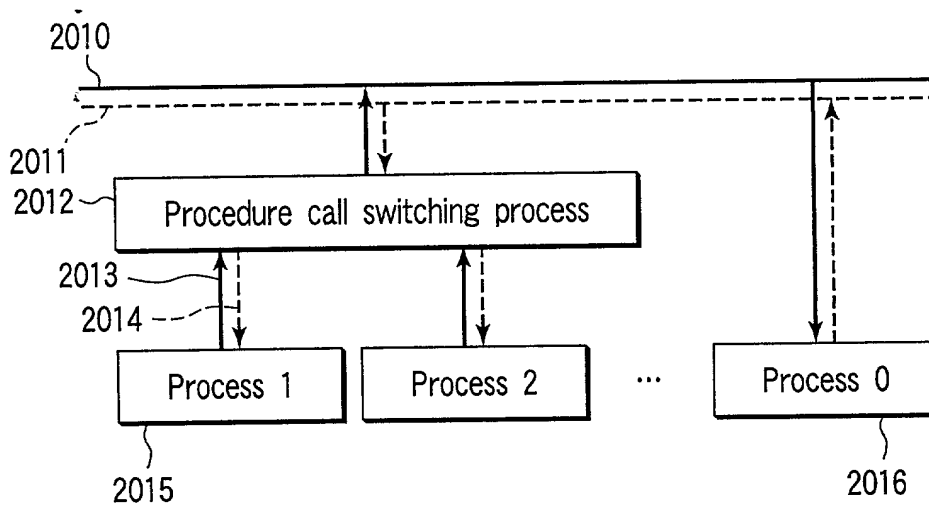 2010
2011
2012
Procedure call switching process
2013
2014
Process 1
Process 2
...
Process 0
2015
2016